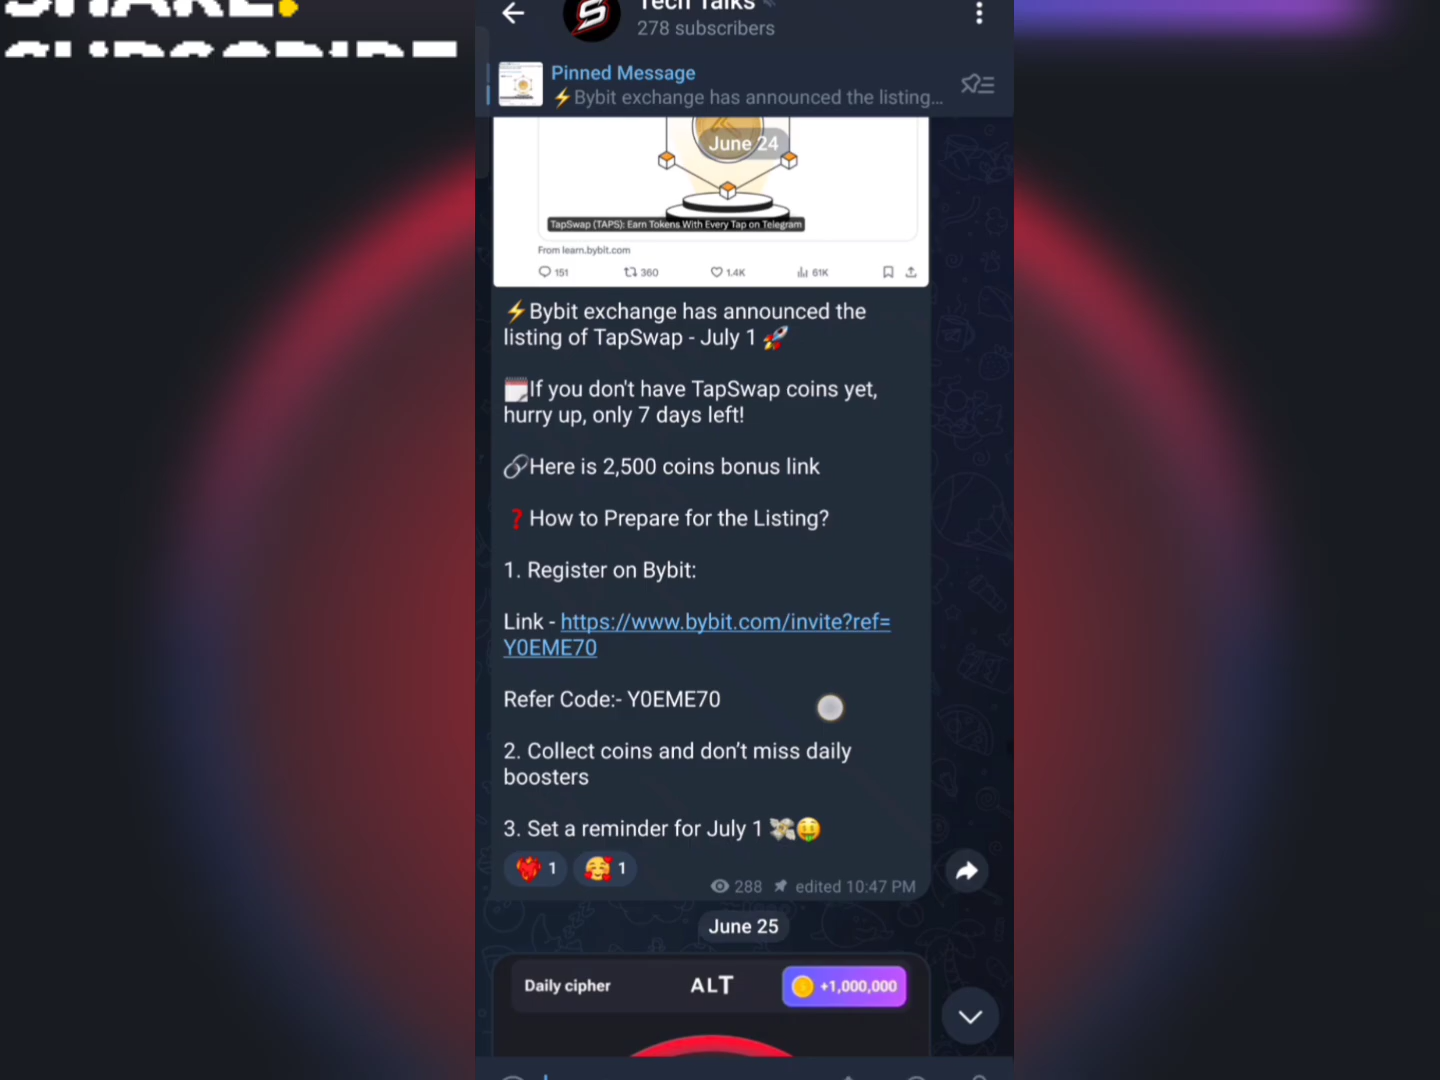 SHARE.
SUBSCRIBE
Tech Talks
278 subscribers
Pinned Message
⚡Bybit exchange has announced the listing...
June 24
TapSwap (TAPS): Earn Tokens With Every Tap on Telegram
From learn.bybit.com
151 360 1.4K 61K
⚡Bybit exchange has announced the
listing of TapSwap - July 1 🚀
🗓If you don't have TapSwap coins yet,
hurry up, only 7 days left!
🔗Here is 2,500 coins bonus link
❓How to Prepare for the Listing?
1. Register on Bybit:
Link - https://www.bybit.com/invite?ref=
Y0EME70
Refer Code:- Y0EME70
2. Collect coins and don’t miss daily
boosters
3. Set a reminder for July 1 💸🤑
❤️‍🔥 1 🥰 1
288 edited 10:47 PM
June 25
Daily cipher ALT +1,000,000